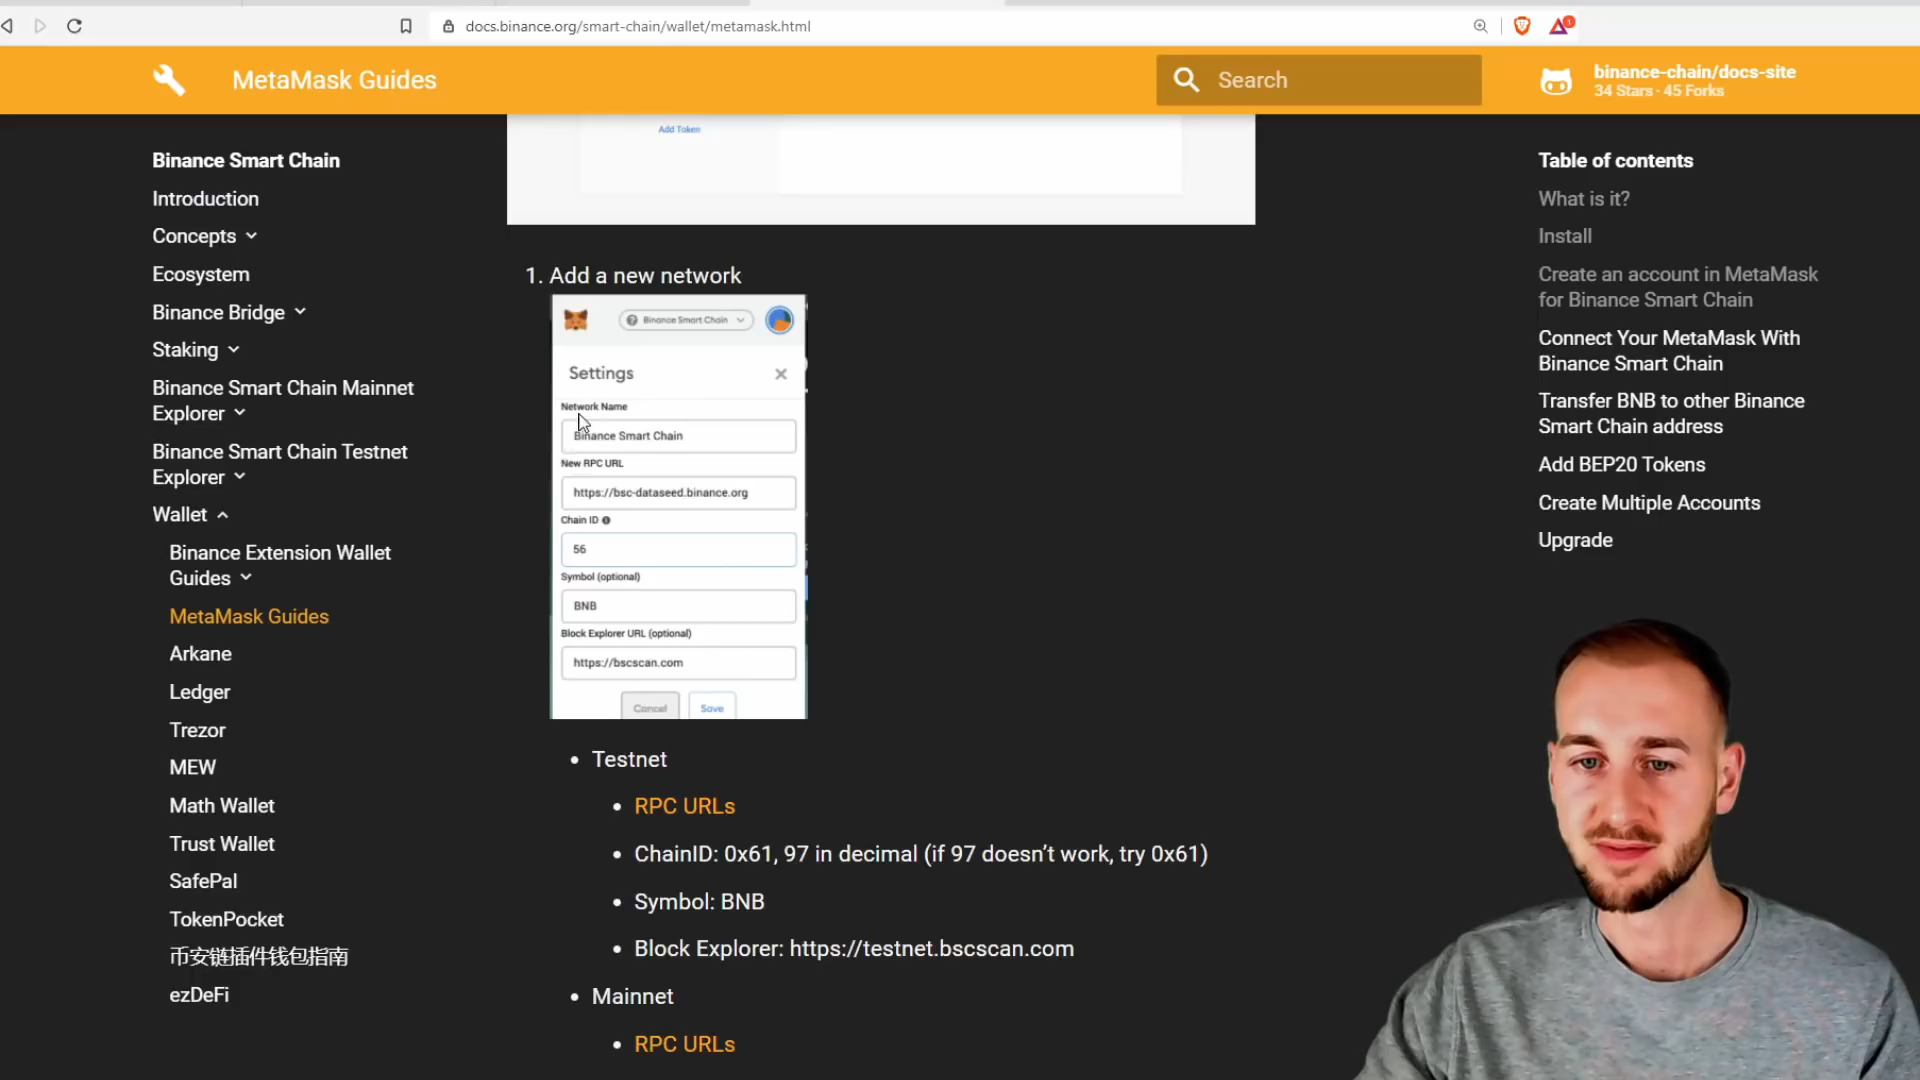 docs.binance.org/smart-chain/wallet/metamask.html
1
MetaMask Guides
Search
binance-chain/docs-site
34 Stars · 45 Forks
Binance Smart Chain
Introduction
Concepts
Ecosystem
Binance Bridge
Staking
Binance Smart Chain Mainnet
Explorer
Binance Smart Chain Testnet
Explorer
Wallet
Binance Extension Wallet
Guides
MetaMask Guides
Arkane
Ledger
Trezor
MEW
Math Wallet
Trust Wallet
SafePal
TokenPocket
币安链插件钱包指南
ezDeFi
Add Token
1. Add a new network
Binance Smart Chain
Settings
Network Name
Binance Smart Chain
New RPC URL
https://bsc-dataseed.binance.org
Chain ID
56
Symbol (optional)
BNB
Block Explorer URL (optional)
https://bscscan.com
Cancel
Save
• Testnet
• RPC URLs
• ChainID: 0x61, 97 in decimal (if 97 doesn’t work, try 0x61)
• Symbol: BNB
• Block Explorer: https://testnet.bscscan.com
• Mainnet
• RPC URLs
Table of contents
What is it?
Install
Create an account in MetaMask
for Binance Smart Chain
Connect Your MetaMask With
Binance Smart Chain
Transfer BNB to other Binance
Smart Chain address
Add BEP20 Tokens
Create Multiple Accounts
Upgrade